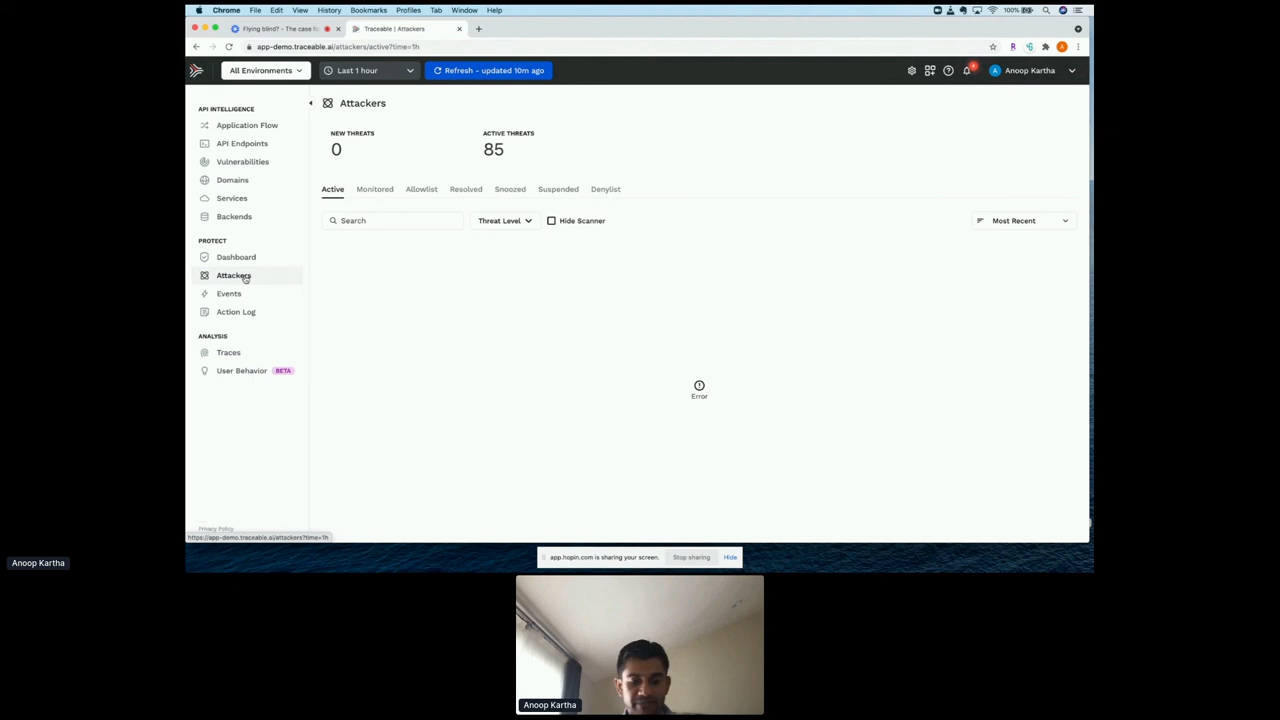 Chrome File Edit View History Bookmarks Profiles Tab Window Help 100%
Flying blind? - The case fo
Traceable | Attackers
app-demo.traceable.ai/attackers/active?time=1h
All Environments
Last 1 hour
Refresh - updated 10m ago
Anoop Kartha
API INTELLIGENCE
Application Flow
API Endpoints
Vulnerabilities
Domains
Services
Backends
PROTECT
Dashboard
Attackers
Events
Action Log
ANALYSIS
Traces
User Behavior BETA
Privacy Policy
https://app-demo.traceable.ai/attackers?time=1h
Attackers
NEW THREATS ACTIVE THREATS
0 85
Active Monitored Allowlist Resolved Snoozed Suspended Denylist
Search Threat Level Hide Scanner Most Recent
Error
app.hopin.com is sharing your screen. Stop sharing Hide
Anoop Kartha
Anoop Kartha